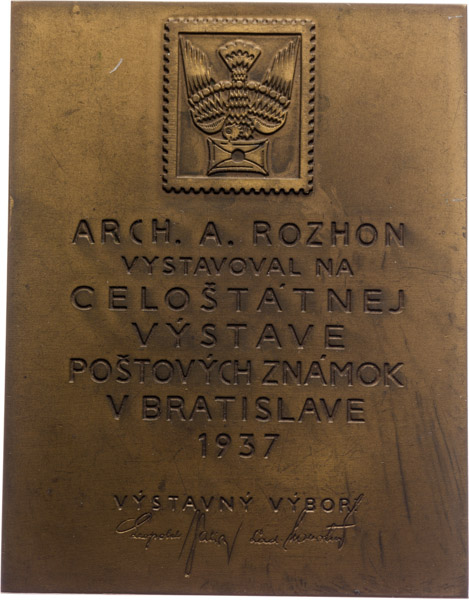 ARCH. A. ROZHON
VYSTAVOVAL NA
CELOŠTÁTNEJ
VÝSTAVE
POŠTOVÝCH ZNÁMOK
V BRATISLAVE
1937
VÝSTAVNÝ VÝBOR